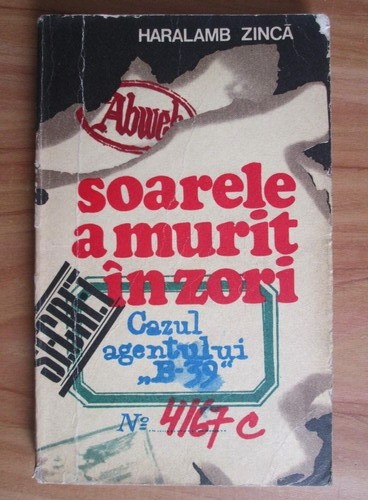 HARALAMB ZINCĂ
Abweh
soarele
a murit
în zori
SECRET
Cazul
agentului
„B-39“
Nº 4167 C